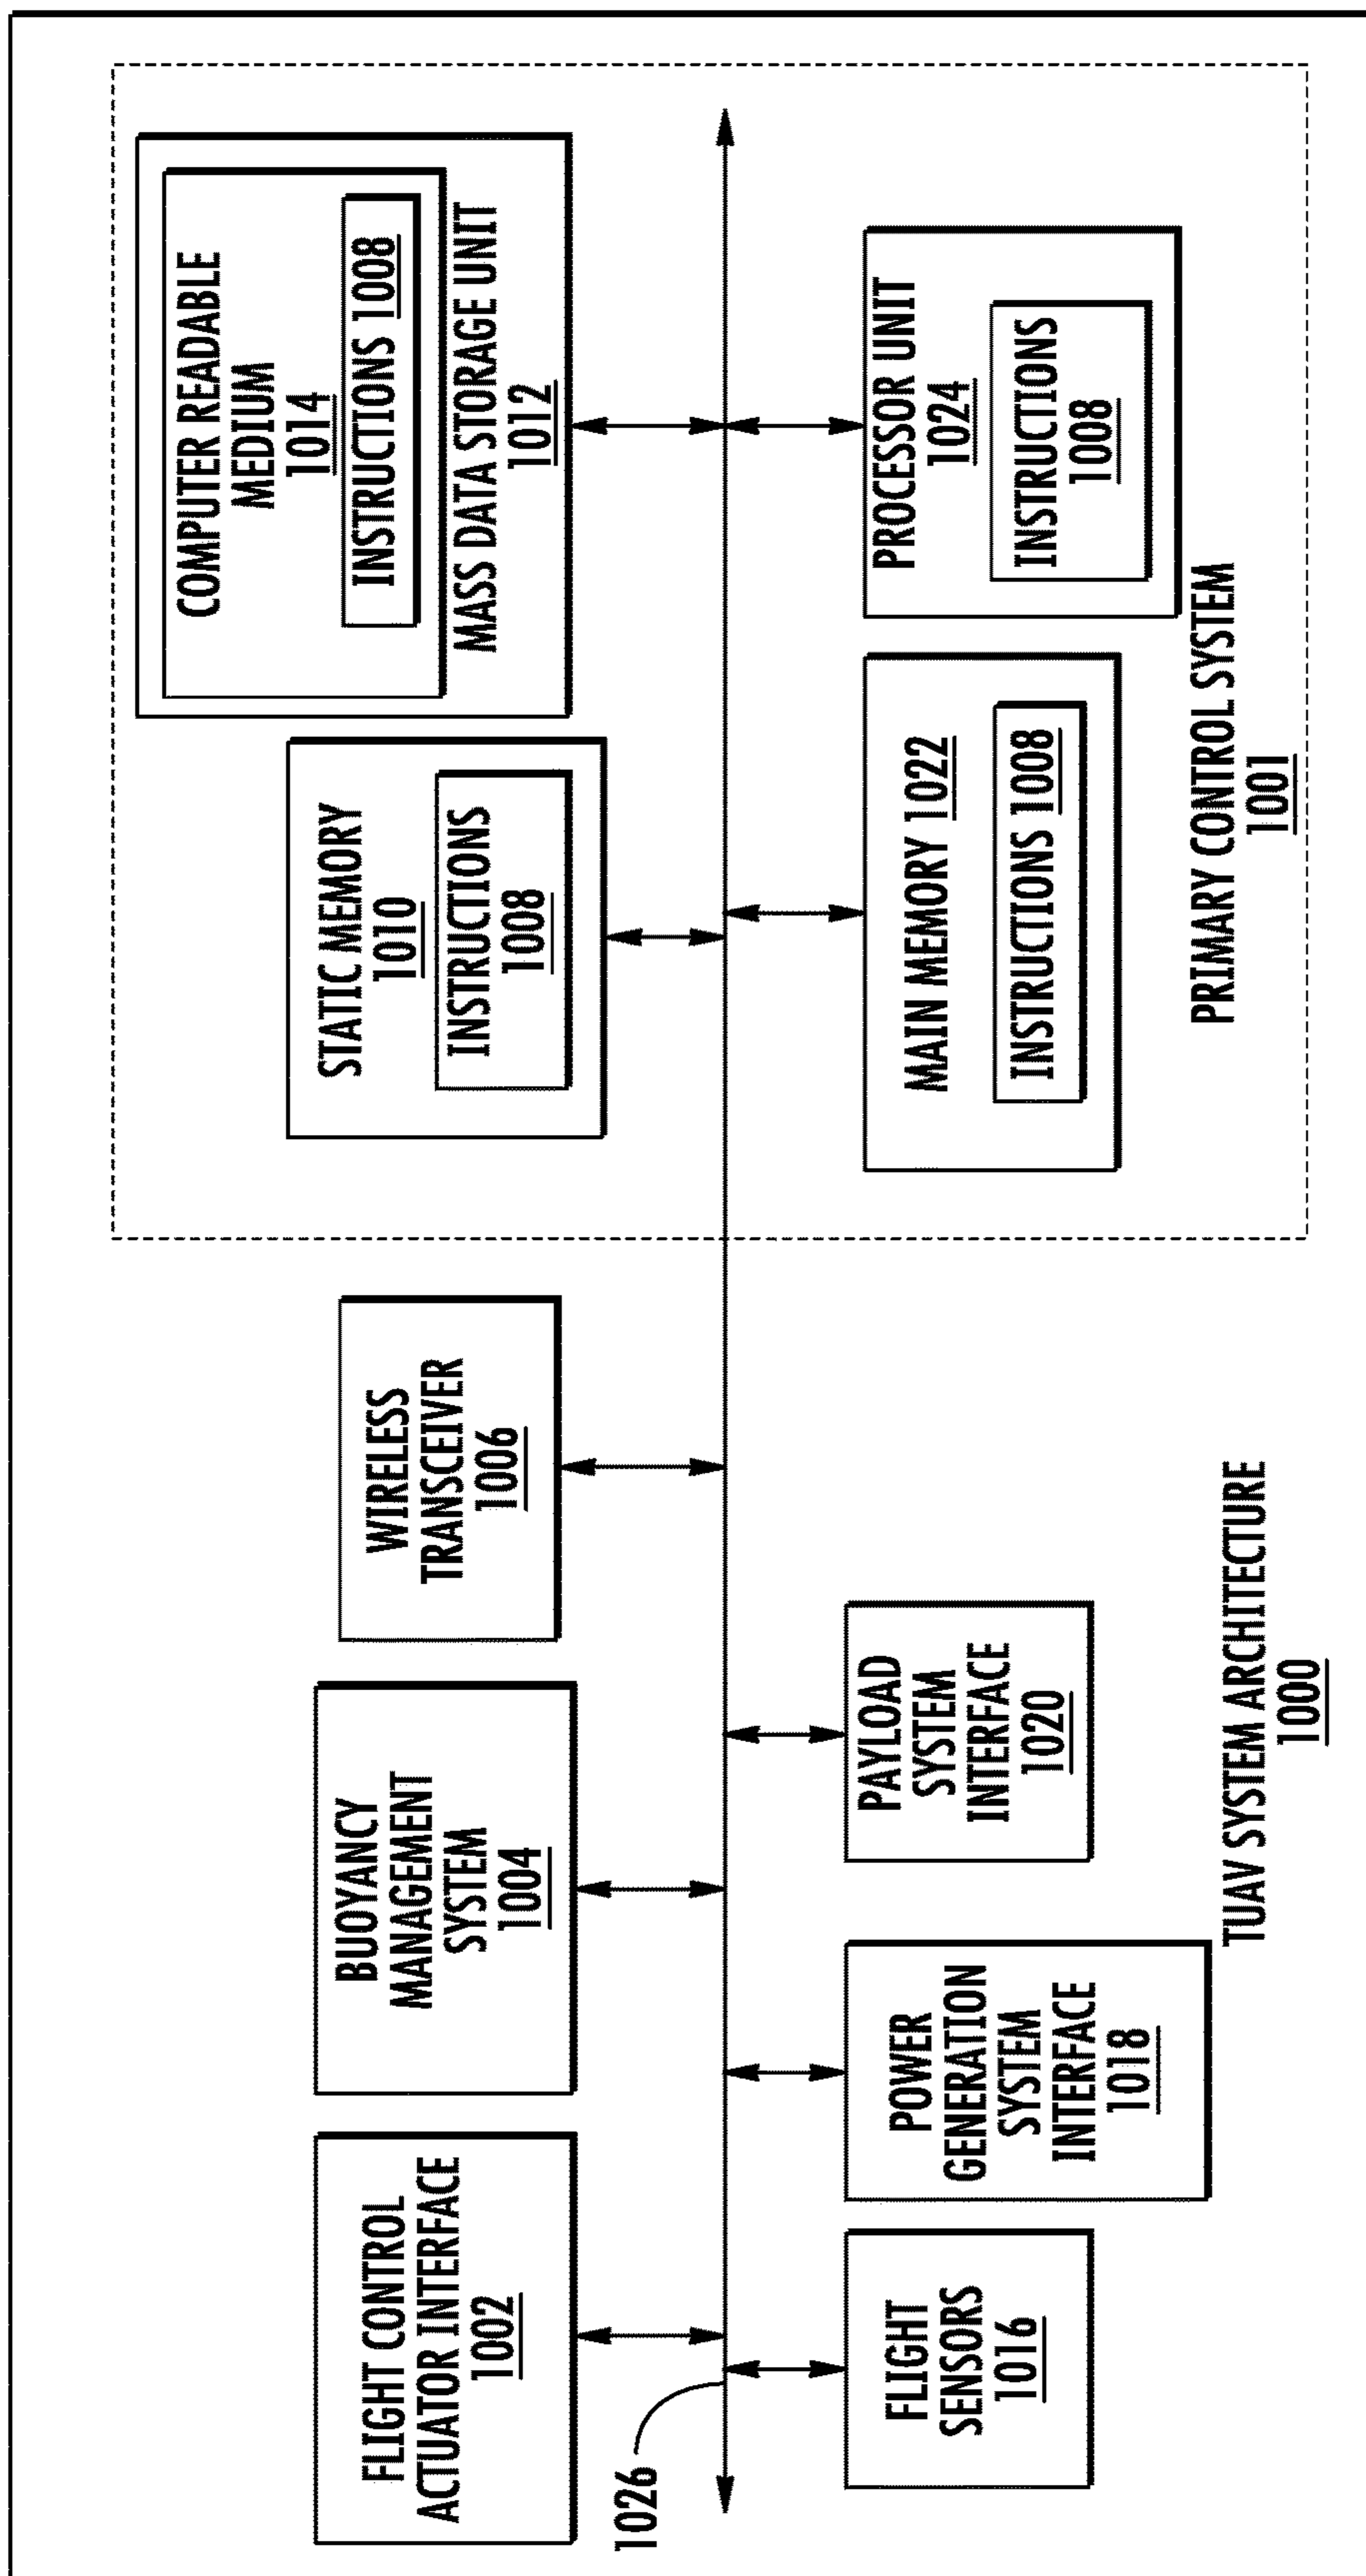 FLIGHT CONTROL
ACTUATOR INTERFACE
1002
BUOYANCY
MANAGEMENT
SYSTEM
1004
WIRELESS
TRANSCEIVER
1006
STATIC MEMORY
1010
INSTRUCTIONS
1008
COMPUTER READABLE
MEDIUM
1014
INSTRUCTIONS 1008
MASS DATA STORAGE UNIT
1012
1026
FLIGHT
SENSORS
1016
POWER
GENERATION
SYSTEM
INTERFACE
1018
PAYLOAD
SYSTEM
INTERFACE
1020
MAIN MEMORY 1022
INSTRUCTIONS 1008
PROCESSOR UNIT
1024
INSTRUCTIONS
1008
PRIMARY CONTROL SYSTEM
1001
TUAV SYSTEM ARCHITECTURE
1000